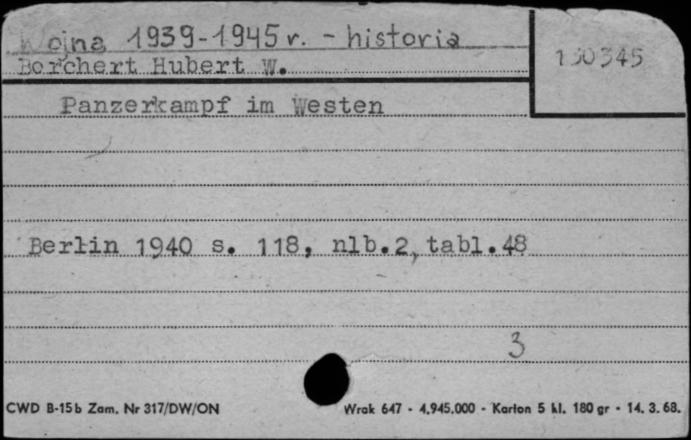 Wojna 1939-1945 r. - historia
Borchert Hubert W.
130345
Panzerkampf im Westen
Berlin 1940 s. 118, nlb.2, tabl.48
3
CWD B-15b Zam. Nr 317/DW/ON
Wrak 647 - 4.945.000 - Karton 5 kl. 180 gr - 14. 3. 68.